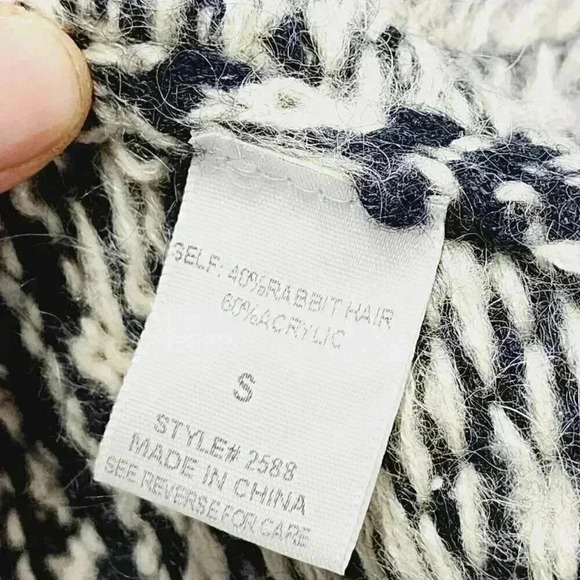 SELF: 40%RABBIT HAIR
60%ACRYLIC
S
STYLE# 2588
MADE IN CHINA
SEE REVERSE FOR CARE